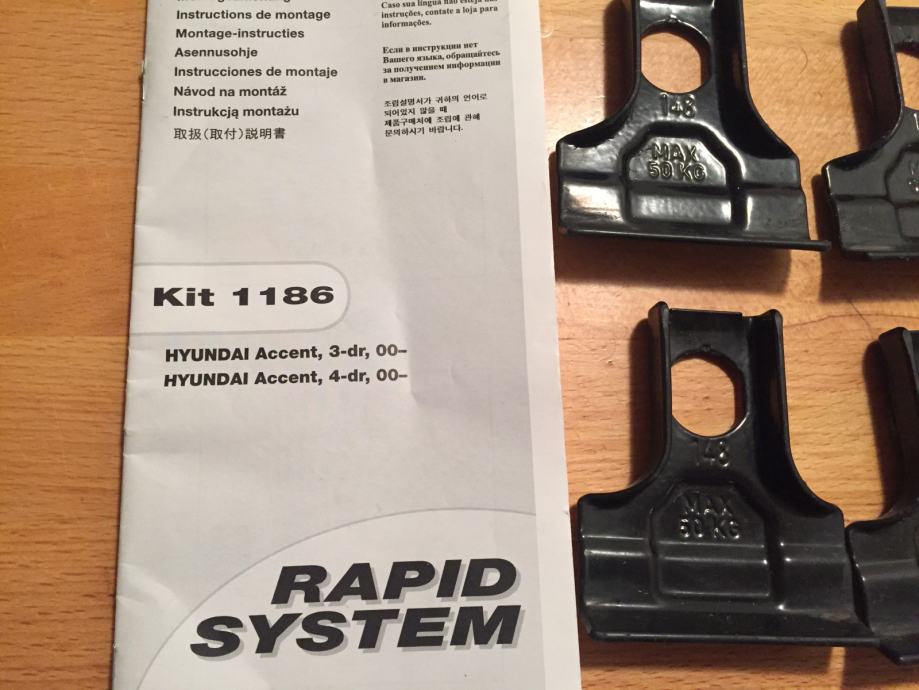 Instructions de montage
Montage-instructies
Asennusohje
Instrucciones de montaje
Návod na montáž
Instrukcją montażu
取扱(取付)説明書
Caso sua língua não esteja nas
instruções, contate a loja para
informações.
Если в инструкции нет
Вашего языка, обращайтесь
за получением информации
в магазин.
조립설명서가 귀하의 언어로
되어있지 않을 때
제품구매처에 조립에 관해
문의하시기 바랍니다.
Kit 1186
HYUNDAI Accent, 3-dr, 00–
HYUNDAI Accent, 4-dr, 00–
RAPID
SYSTEM
148
MAX
50 KG
148
MAX
50 KG